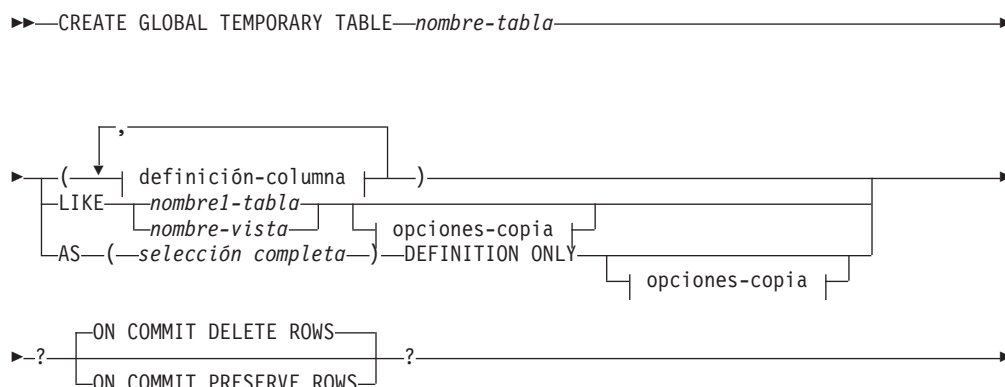 CREATE GLOBAL TEMPORARY TABLE nombre-tabla
,
( definición-columna )
LIKE nombre1-tabla
nombre-vista opciones-copia
AS ( selección completa ) DEFINITION ONLY
opciones-copia
ON COMMIT DELETE ROWS
? ?
ON COMMIT PRESERVE ROWS